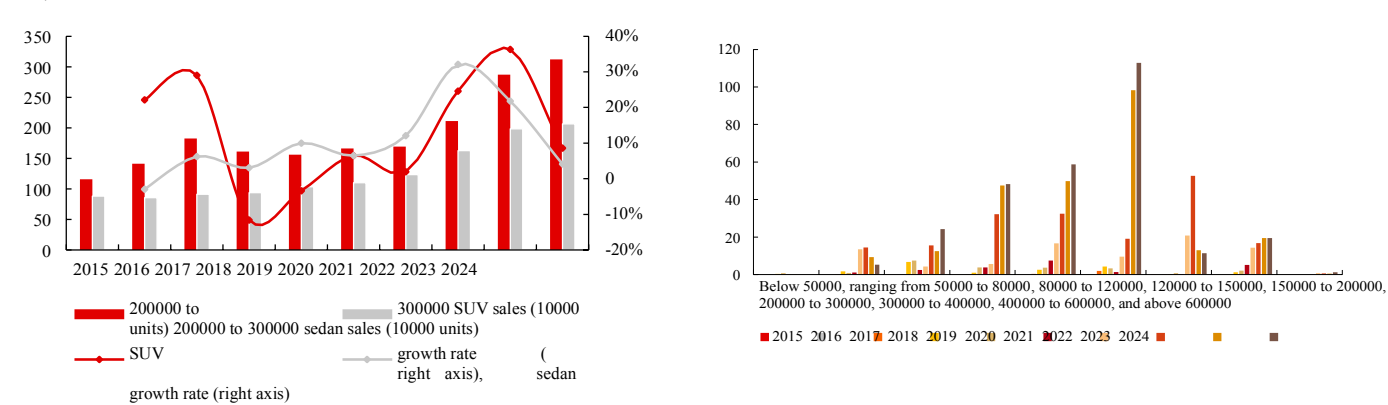 350
300
250
200
150
100
50
0
40%
30%
20%
10%
0
-10%
-20%
2015 2016 2017 2018 2019 2020 2021 2022 2023 2024
200000 to
units) 200000 to 300000 sedan sales (10000 units)
300000 SUV sales (10000
SUV
growth rate (right axis)
growth rate (
right axis), sedan
120
100
80
60
40
20
0
Below 50000, ranging from 50000 to 80000, 80000 to 120000, 120000 to 150000, 150000 to 200000,
200000 to 300000, 300000 to 400000, 400000 to 600000, and above 600000
2015 2016 2017 2018 2019 2020 2021 2022 2023 2024